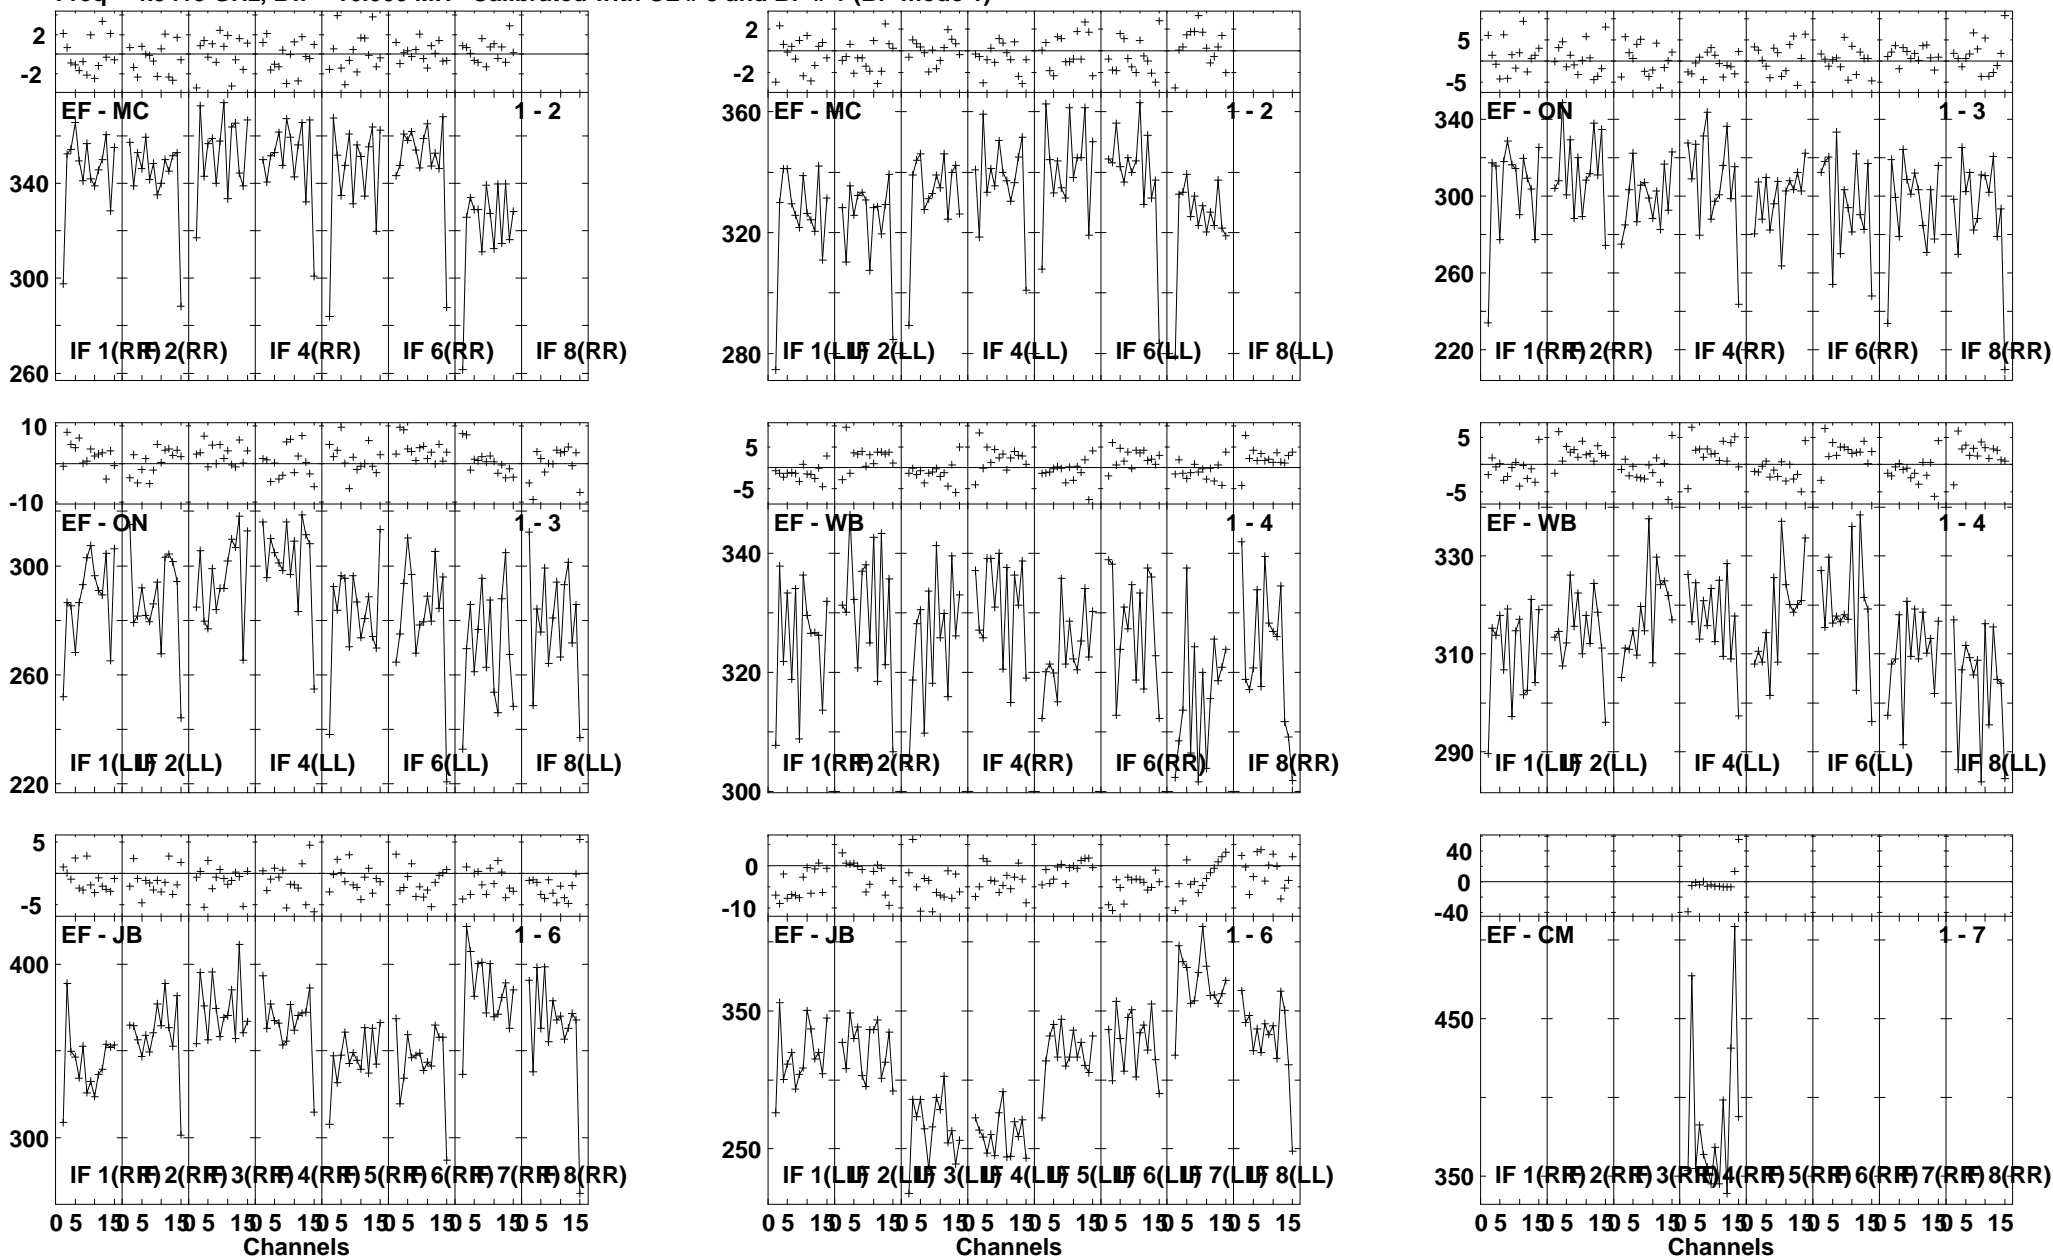 2
-2
EF - MC 1 - 2
340
300
260
IF 1(RR) IF 2(RR) IF 4(RR) IF 6(RR) IF 8(RR)
2
-2
EF - MC 1 - 2
360
320
280
IF 1(LL) IF 2(LL) IF 4(LL) IF 6(LL) IF 8(LL)
5
-5
EF - ON 1 - 3
340
300
260
220
IF 1(RR) IF 2(RR) IF 4(RR) IF 6(RR) IF 8(RR)
10
0
-10
EF - ON 1 - 3
300
260
220
IF 1(LL) IF 2(LL) IF 4(LL) IF 6(LL) IF 8(LL)
5
-5
EF - WB 1 - 4
340
320
300
IF 1(RR) IF 2(RR) IF 4(RR) IF 6(RR) IF 8(RR)
5
-5
EF - WB 1 - 4
330
310
290
IF 1(LL) IF 2(LL) IF 4(LL) IF 6(LL) IF 8(LL)
5
-5
EF - JB 1 - 6
400
300
IF 1(RR) IF 2(RR) IF 3(RR) IF 4(RR) IF 5(RR) IF 6(RR) IF 7(RR) IF 8(RR)
0 5 15 0 5 15 0 5 15 0 5 15 0 5 15 0 5 15 0 5 15 0 5 15
Channels
0
-10
EF - JB 1 - 6
350
250
IF 1(LL) IF 2(LL) IF 3(LL) IF 4(LL) IF 5(LL) IF 6(LL) IF 7(LL) IF 8(LL)
0 5 15 0 5 15 0 5 15 0 5 15 0 5 15 0 5 15 0 5 15 0 5 15
Channels
40
0
-40
EF - CM 1 - 7
450
350
IF 1(RR) IF 2(RR) IF 3(RR) IF 4(RR) IF 5(RR) IF 6(RR) IF 7(RR) IF 8(RR)
0 5 15 0 5 15 0 5 15 0 5 15 0 5 15 0 5 15 0 5 15 0 5 15
Channels